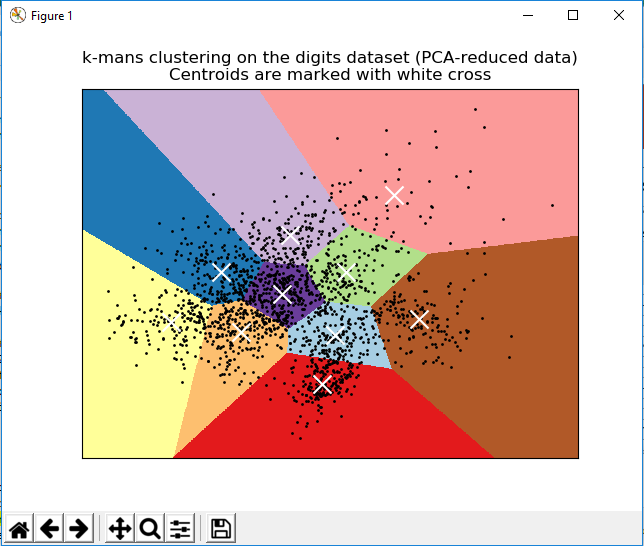 Figure 1
k-mans clustering on the digits dataset (PCA-reduced data)
Centroids are marked with white cross